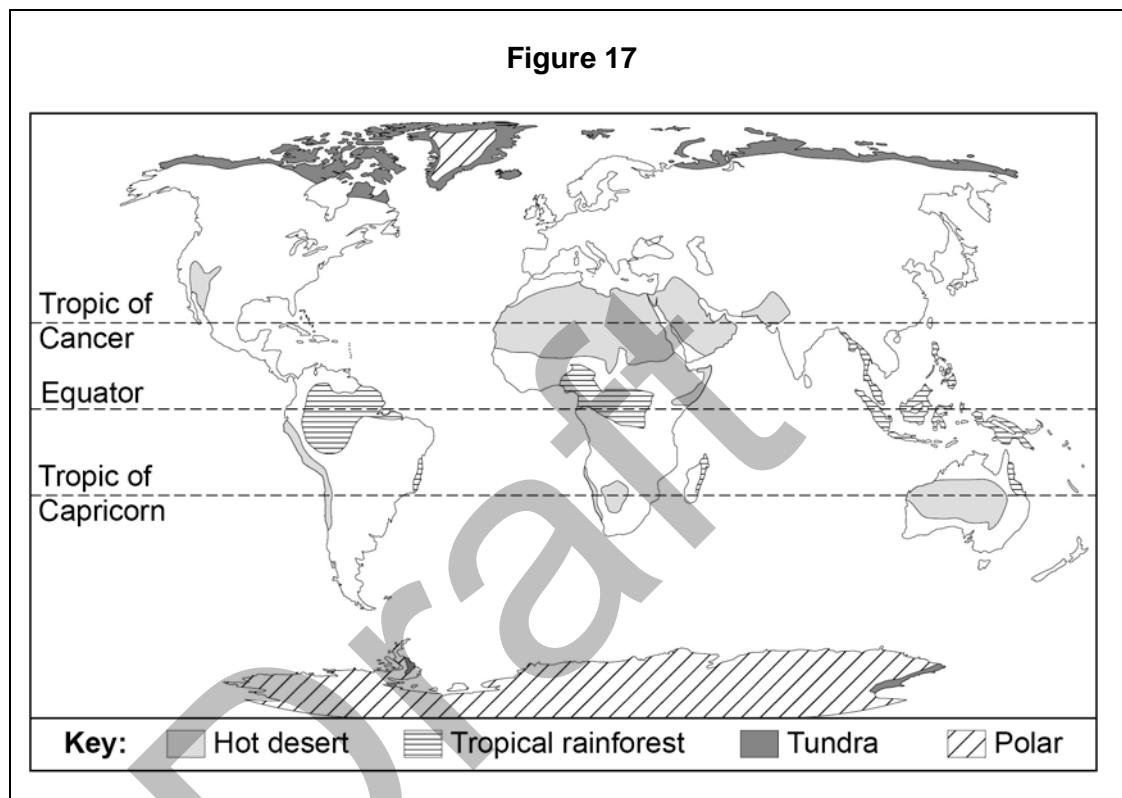 Figure 17
Tropic of
Cancer
Equator
Tropic of
Capricorn
Key: Hot desert Tropical rainforest Tundra Polar
Draft